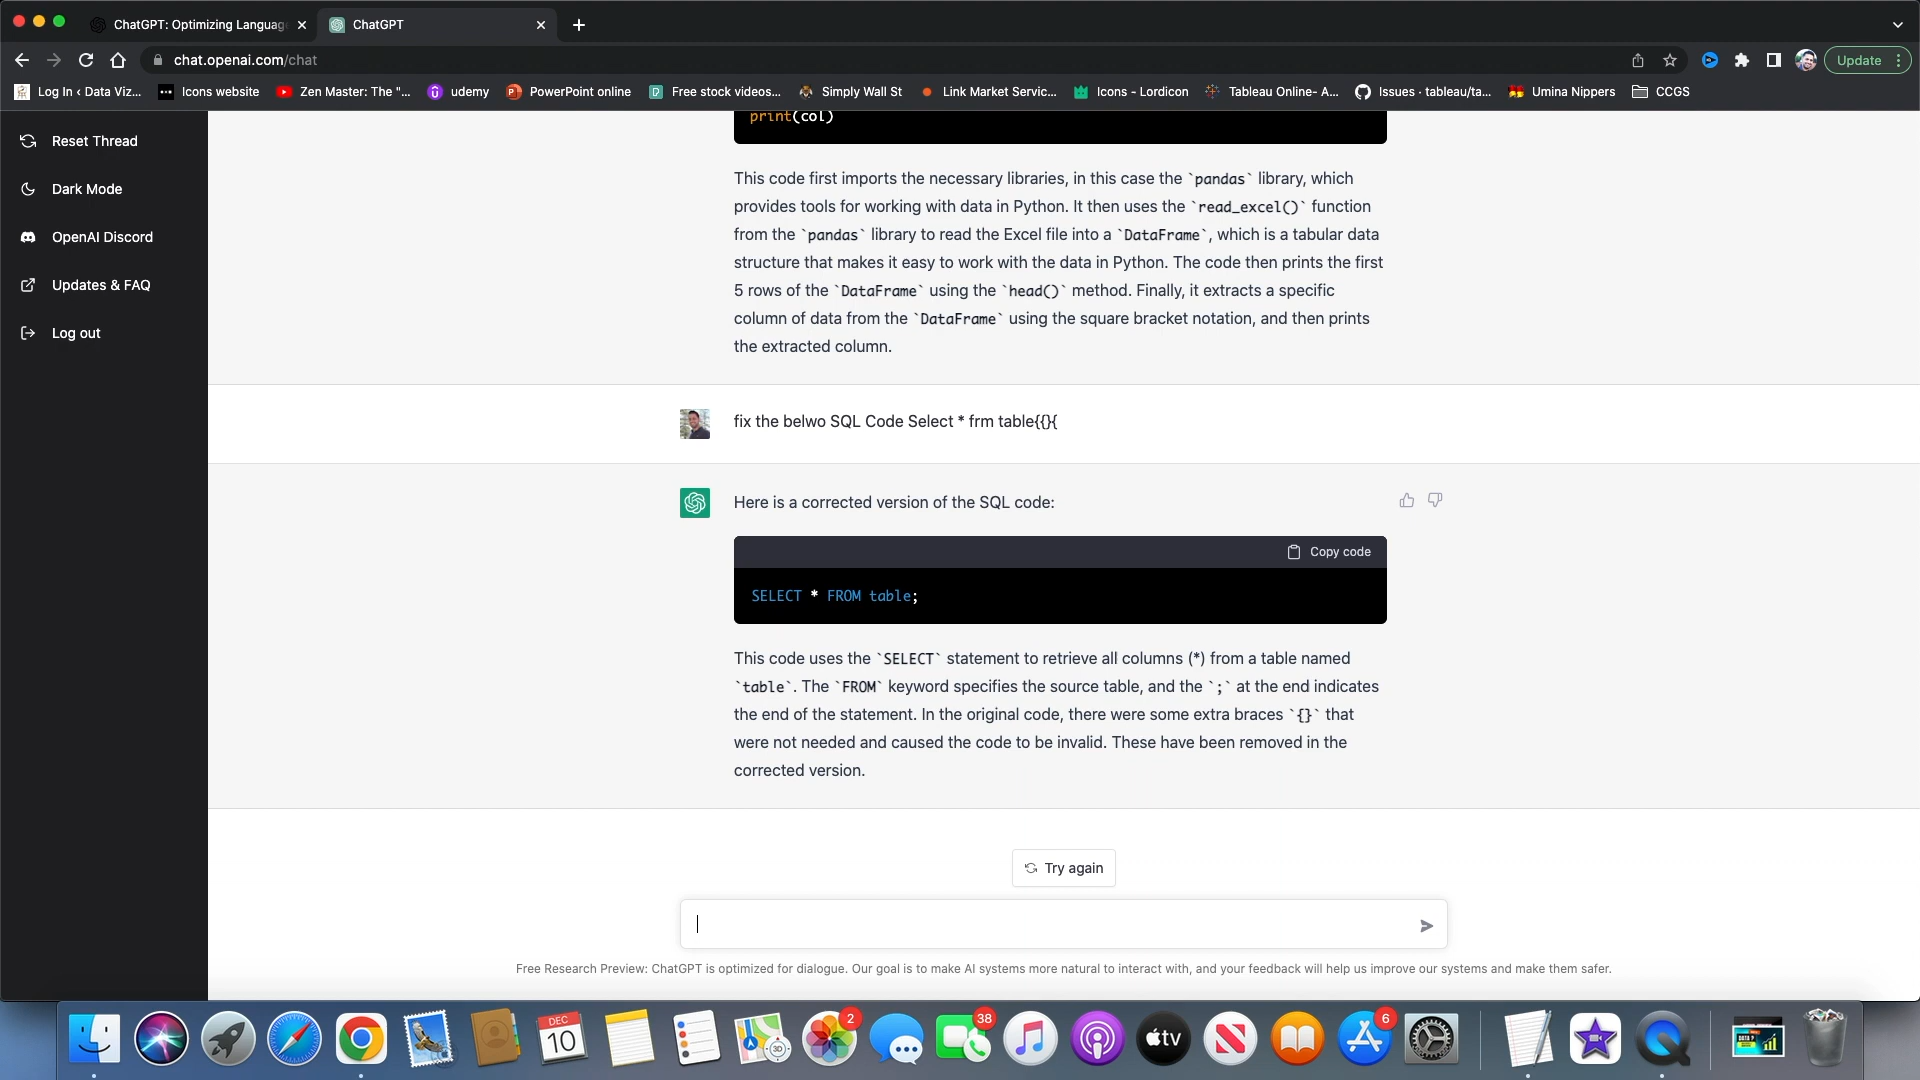 ChatGPT: Optimizing Language
ChatGPT
chat.openai.com/chat
Update
Log In ‹ Data Viz...
Icons website
Zen Master: The "...
udemy
PowerPoint online
Free stock videos...
Simply Wall St
Link Market Servic...
Icons - Lordicon
Tableau Online- A...
Issues · tableau/ta...
Umina Nippers
CCGS
Reset Thread
Dark Mode
OpenAI Discord
Updates & FAQ
Log out
print(col)
This code first imports the necessary libraries, in this case the `pandas` library, which
provides tools for working with data in Python. It then uses the `read_excel()` function
from the `pandas` library to read the Excel file into a `DataFrame`, which is a tabular data
structure that makes it easy to work with the data in Python. The code then prints the first
5 rows of the `DataFrame` using the `head()` method. Finally, it extracts a specific
column of data from the `DataFrame` using the square bracket notation, and then prints
the extracted column.
fix the belwo SQL Code Select * frm table{{}{
Here is a corrected version of the SQL code:
Copy code
SELECT * FROM table;
This code uses the `SELECT` statement to retrieve all columns (*) from a table named
`table`. The `FROM` keyword specifies the source table, and the `;` at the end indicates
the end of the statement. In the original code, there were some extra braces `{}` that
were not needed and caused the code to be invalid. These have been removed in the
corrected version.
Try again
Free Research Preview: ChatGPT is optimized for dialogue. Our goal is to make AI systems more natural to interact with, and your feedback will help us improve our systems and make them safer.
DEC
10
3D
2
38
tv
6